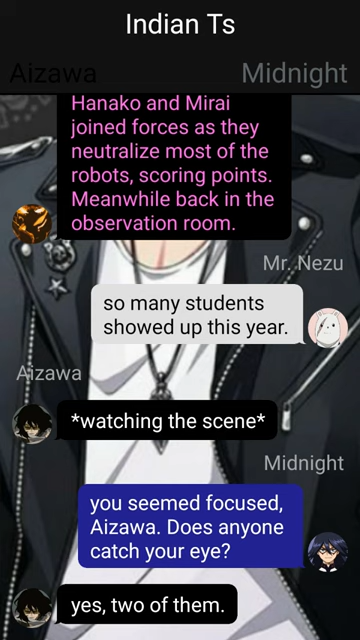 Indian Ts
Aizawa
Midnight
Hanako and Mirai
joined forces as they
neutralize most of the
robots, scoring points.
Meanwhile back in the
observation room.
Mr. Nezu
so many students
showed up this year.
Aizawa
*watching the scene*
Midnight
you seemed focused,
Aizawa. Does anyone
catch your eye?
yes, two of them.